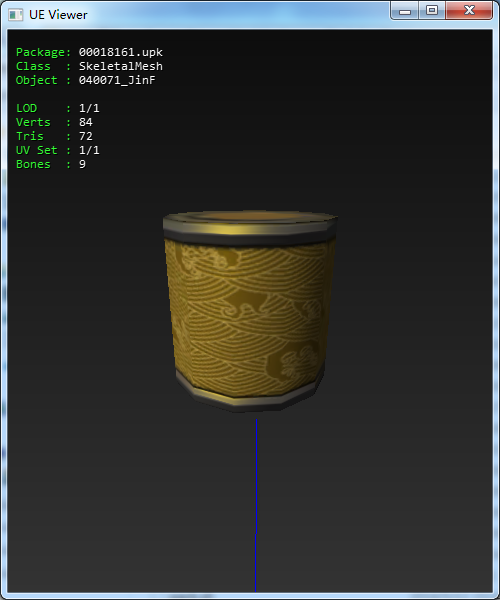 UE Viewer
Package: 00018161.upk
Class  : SkeletalMesh
Object : 040071_JinF
LOD    : 1/1
Verts  : 84
Tris   : 72
UV Set : 1/1
Bones  : 9